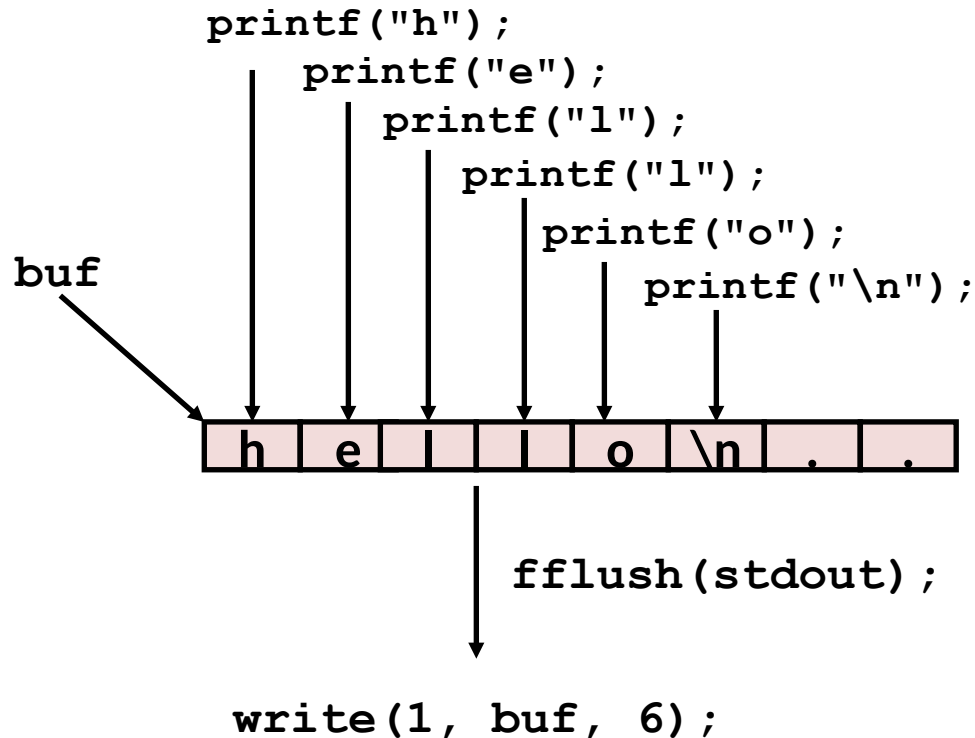 printf("h");
printf("e");
printf("l");
printf("l");
printf("o");
printf("\n");
buf
h e l l o \n . .
fflush(stdout);
write(1, buf, 6);